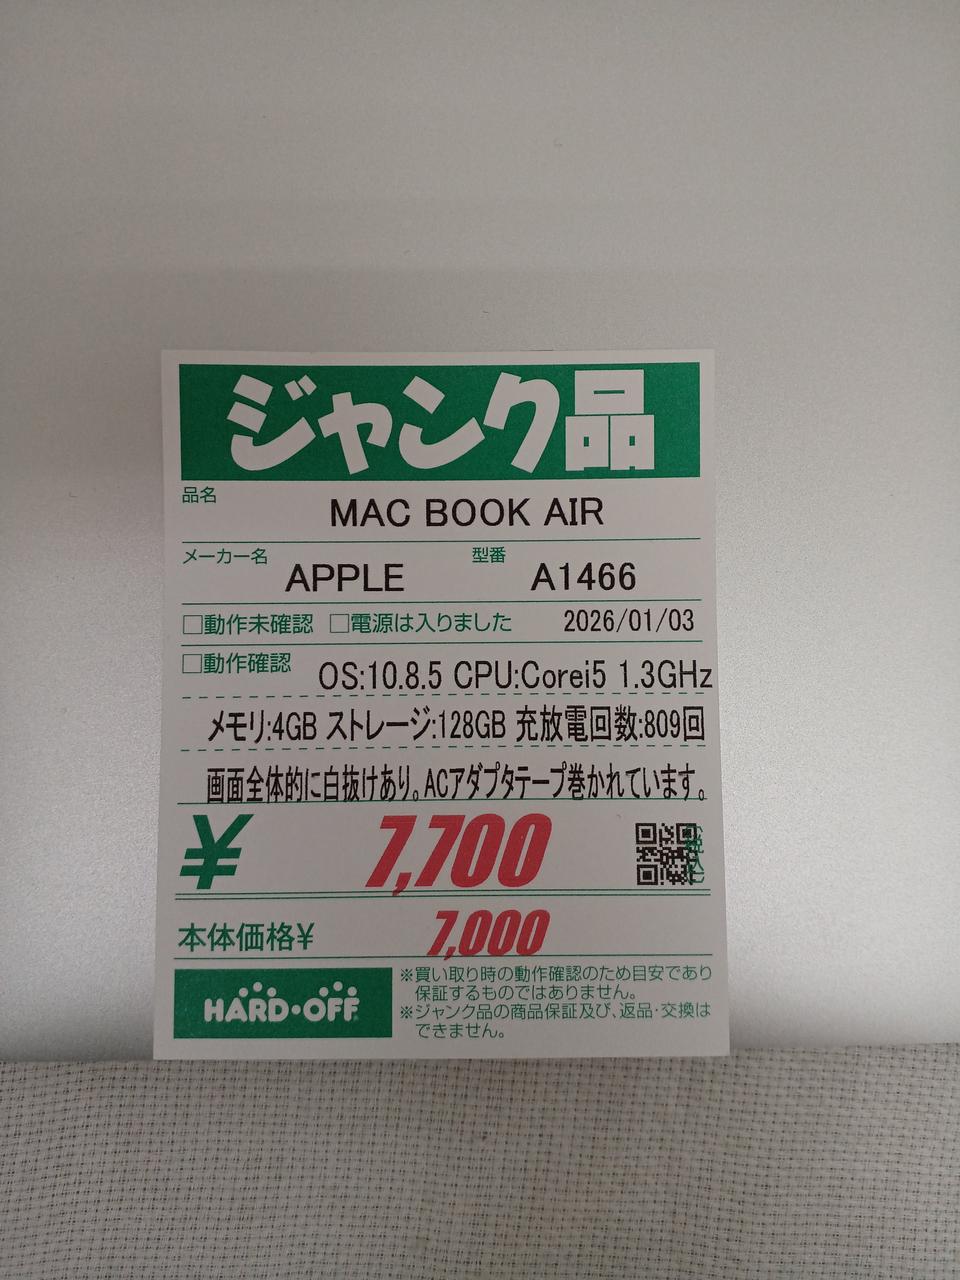 ジャンク品
品名
MAC BOOK AIR
メーカー名 型番
APPLE A1466
□動作未確認 □電源は入りました 2026/01/03
□動作確認 OS:10.8.5 CPU:Corei5 1.3GHz
メモリ:4GB ストレージ:128GB 充放電回数:809回
画面全体的に白抜けあり。ACアダプタテープ巻かれています。
¥ 7,700 (税込)
本体価格¥ 7,000
HARD・OFF
※買い取り時の動作確認のため目安であり
保証するものではありません。
※ジャンク品の商品保証及び、返品・交換は
できません。